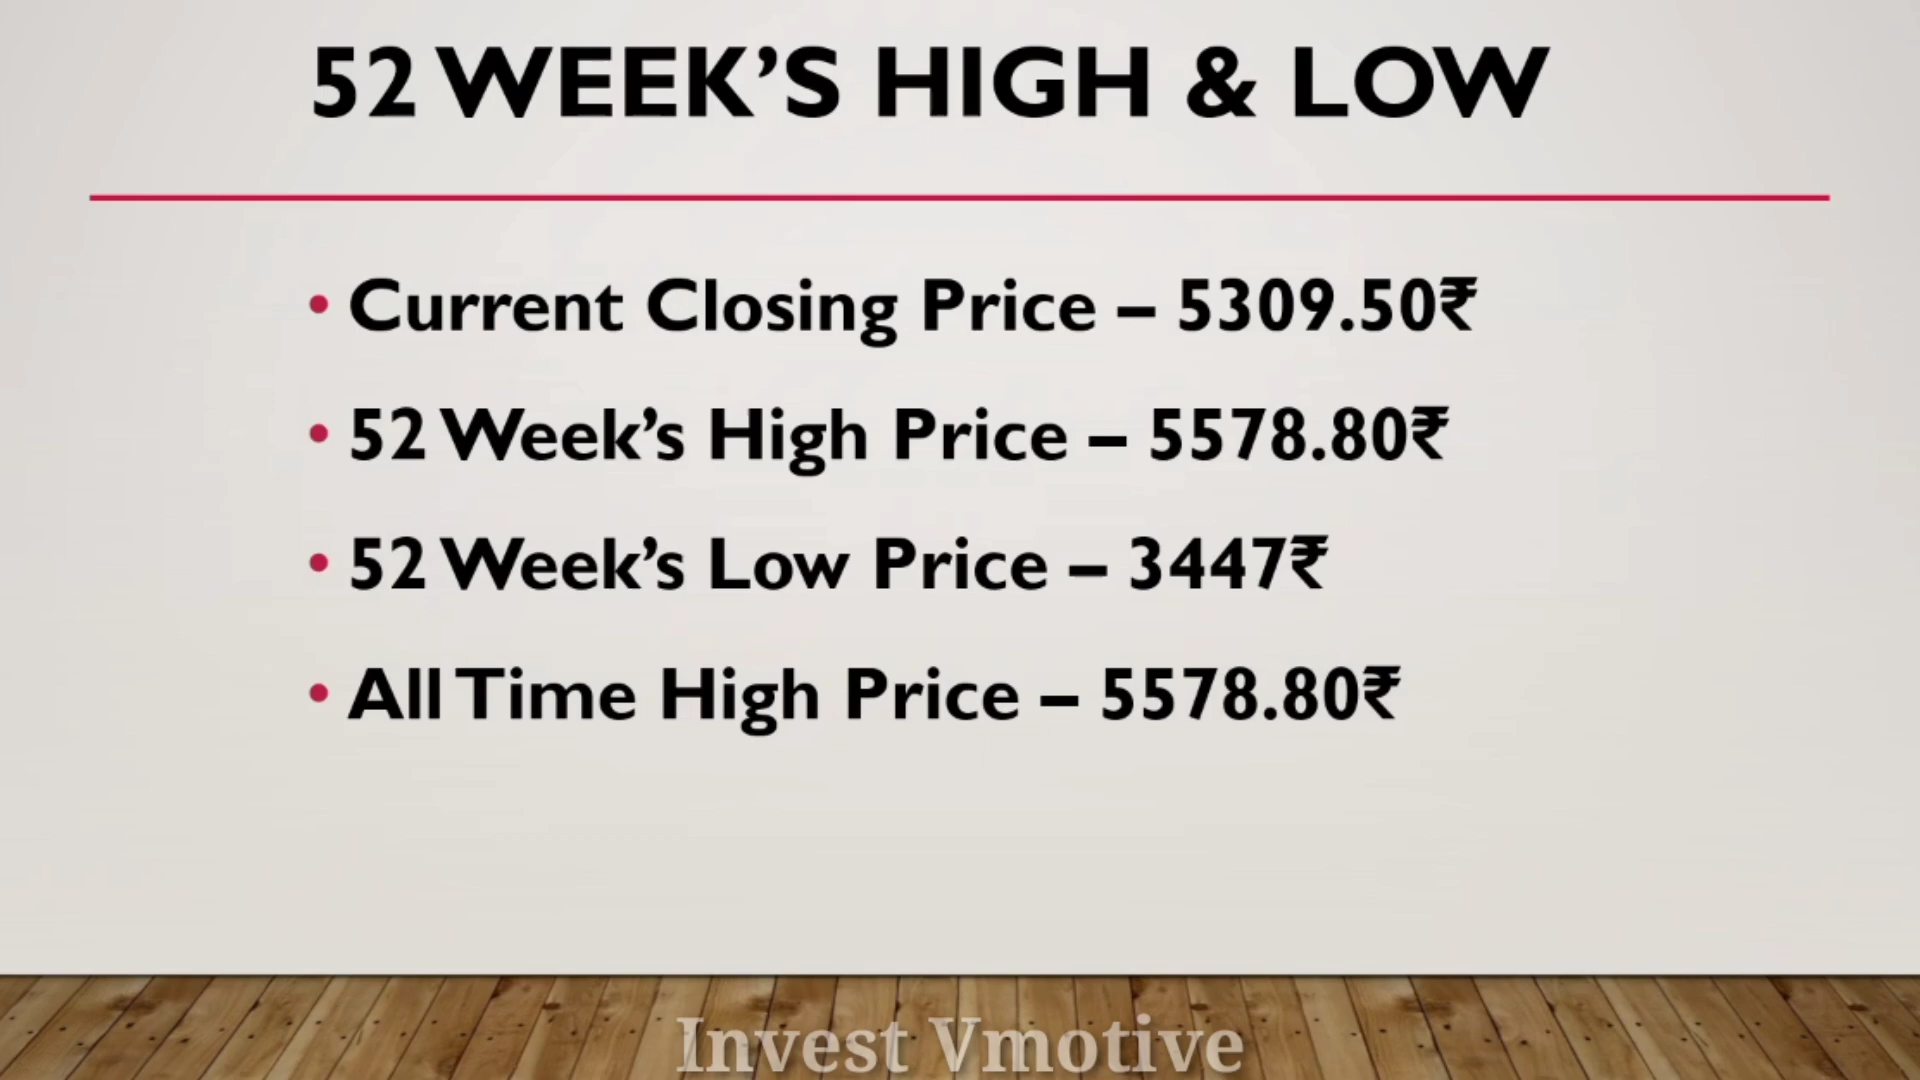 52 WEEK’S HIGH & LOW
• Current Closing Price – 5309.50₹
• 52 Week’s High Price – 5578.80₹
• 52 Week’s Low Price – 3447₹
• All Time High Price – 5578.80₹
Invest Vmotive